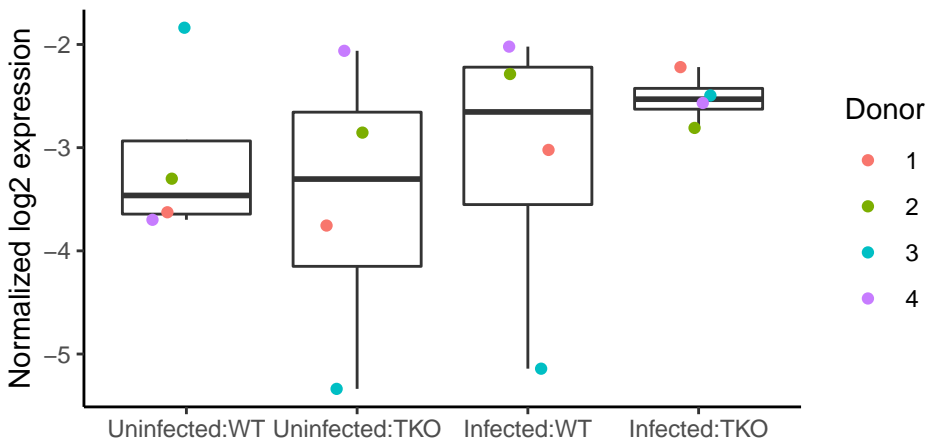 Normalized log2 expression
−2
−3
−4
−5
Uninfected:WT Uninfected:TKO Infected:WT Infected:TKO
Donor
1
2
3
4